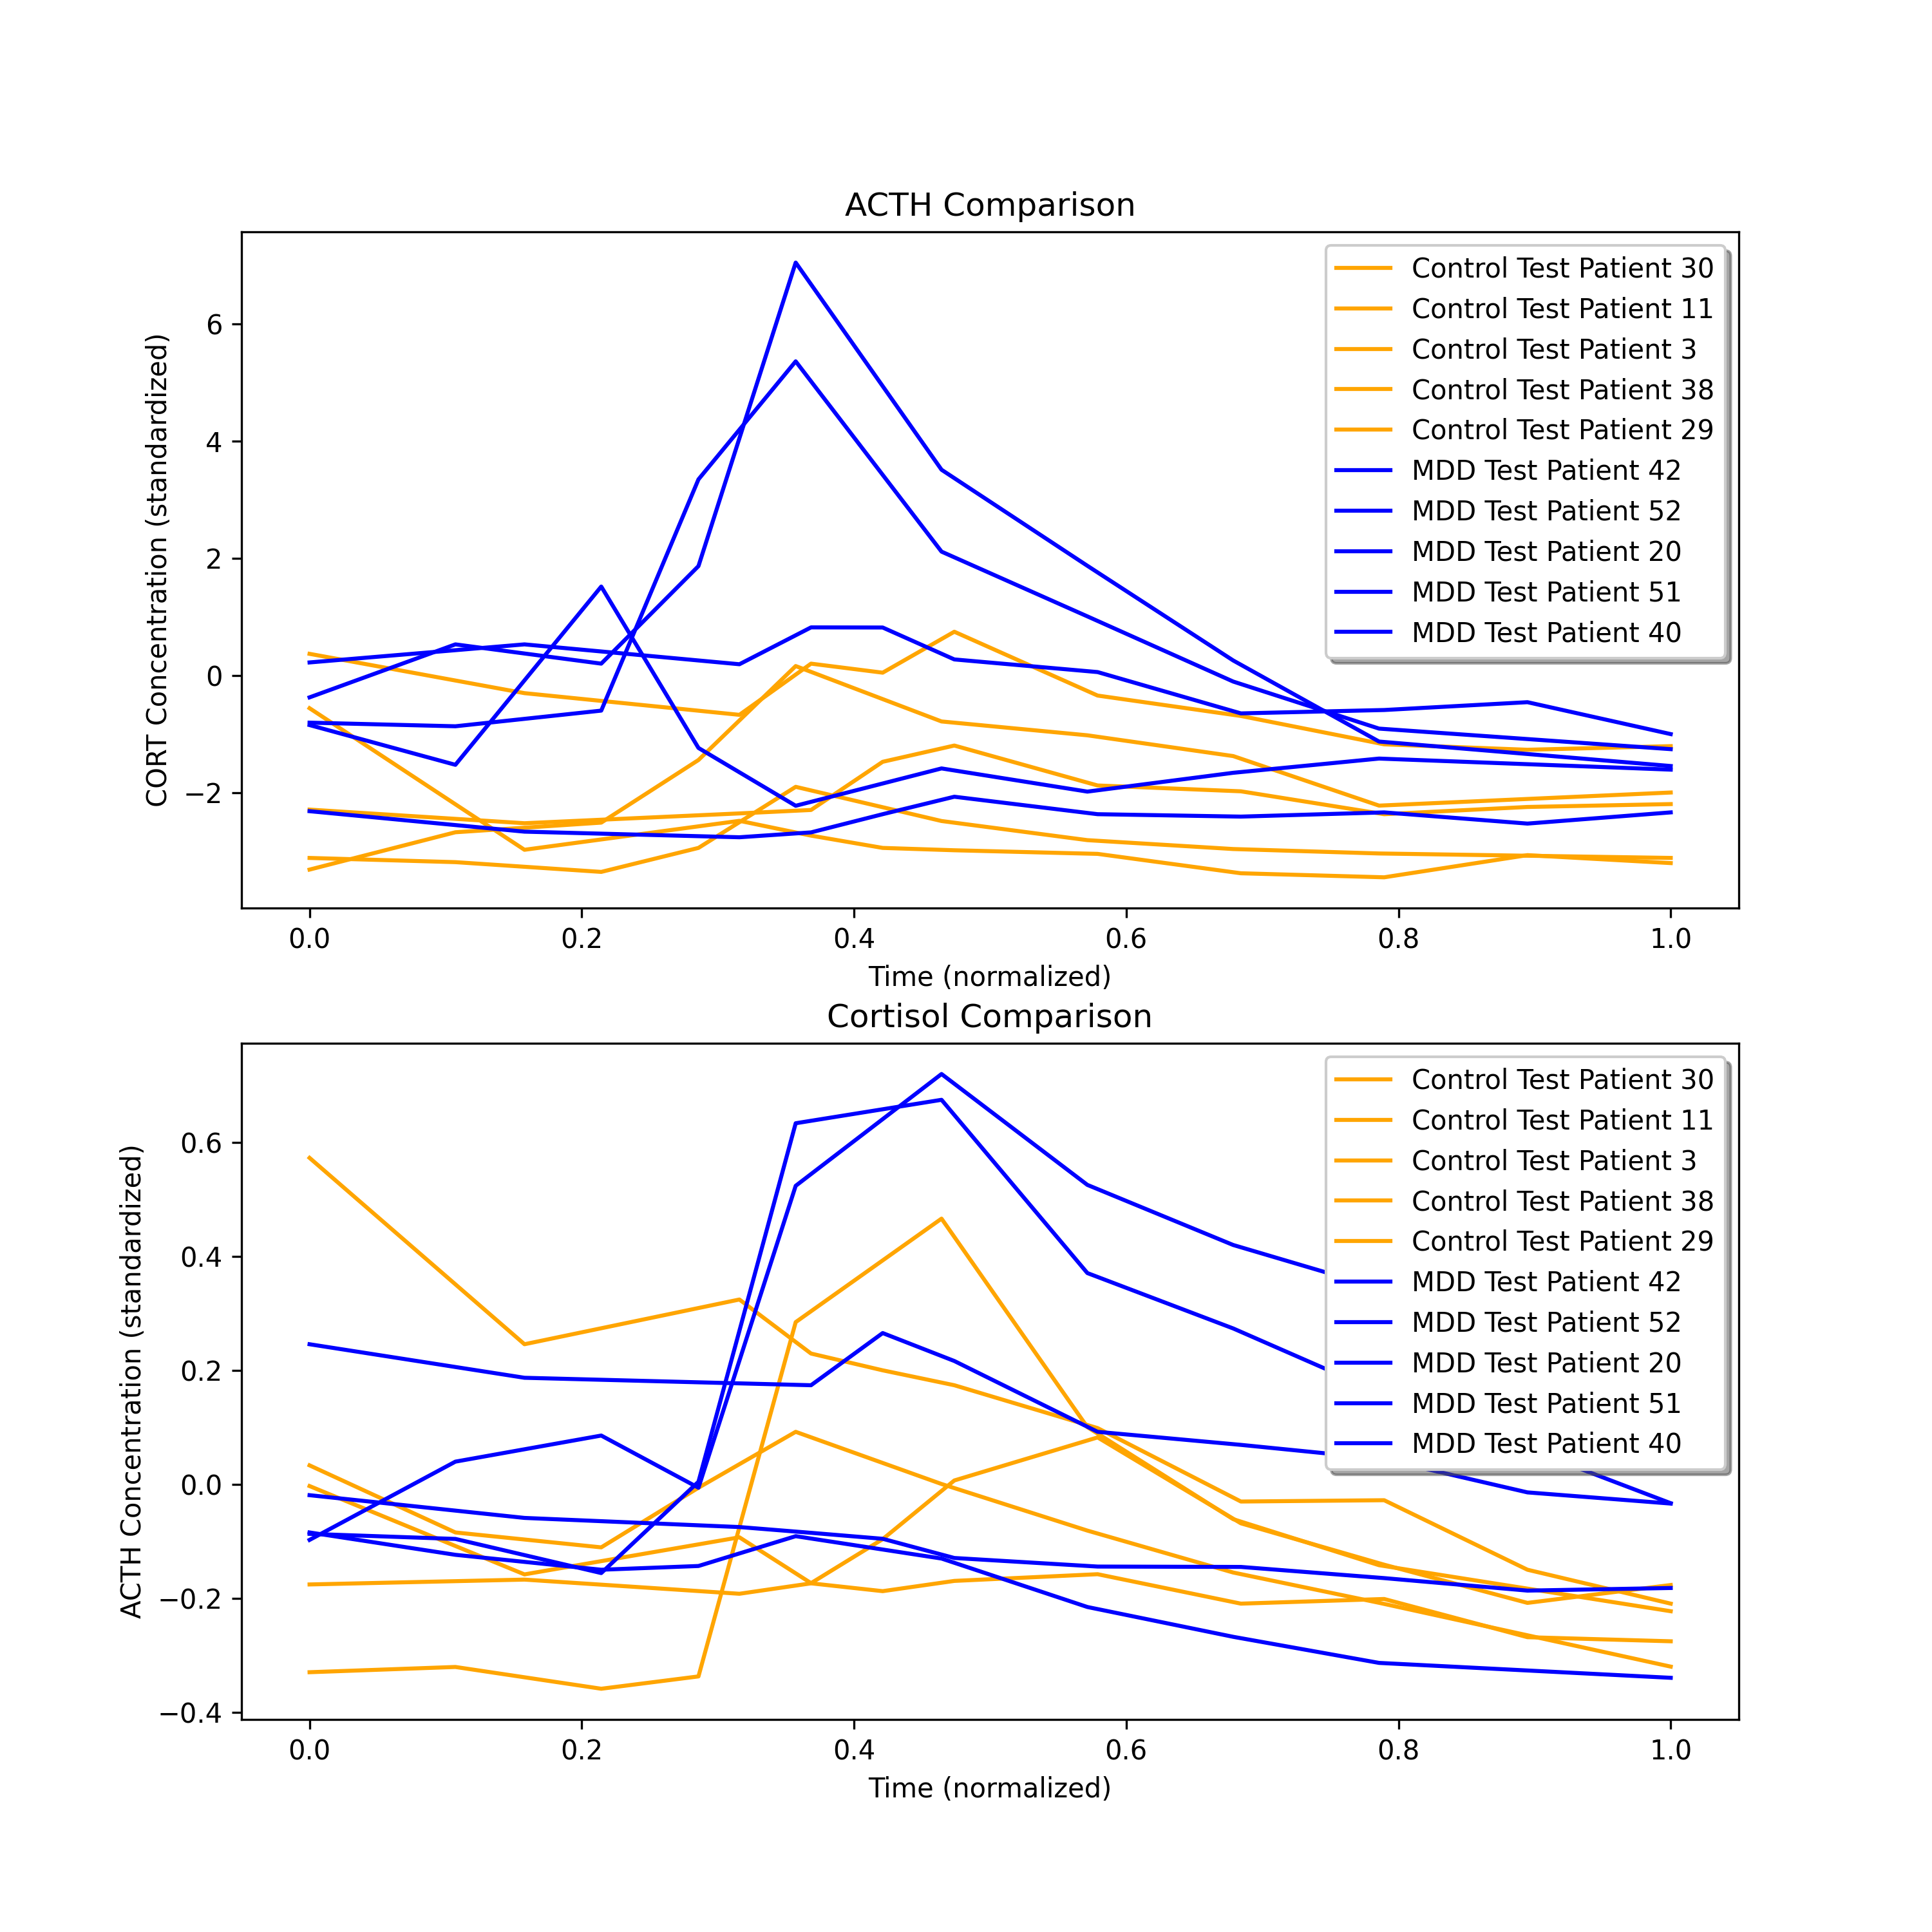 ACTH Comparison
CORT Concentration (standardized)
6
4
2
0
−2
Control Test Patient 30
Control Test Patient 11
Control Test Patient 3
Control Test Patient 38
Control Test Patient 29
MDD Test Patient 42
MDD Test Patient 52
MDD Test Patient 20
MDD Test Patient 51
MDD Test Patient 40
0.0 0.2 0.4 0.6 0.8 1.0
Time (normalized)
Cortisol Comparison
ACTH Concentration (standardized)
0.6
0.4
0.2
0.0
−0.2
−0.4
Control Test Patient 30
Control Test Patient 11
Control Test Patient 3
Control Test Patient 38
Control Test Patient 29
MDD Test Patient 42
MDD Test Patient 52
MDD Test Patient 20
MDD Test Patient 51
MDD Test Patient 40
0.0 0.2 0.4 0.6 0.8 1.0
Time (normalized)